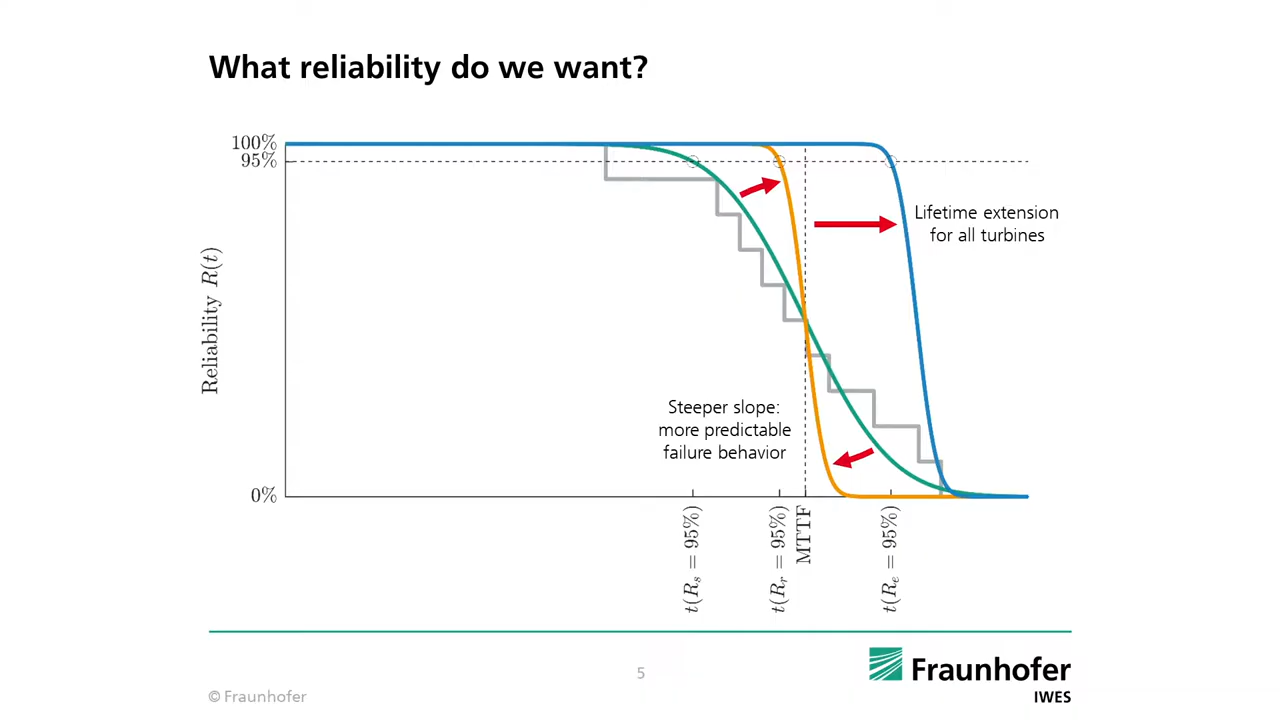 What reliability do we want?
100%
95%
Reliability R(t)
0%
Lifetime extension
for all turbines
Steeper slope:
more predictable
failure behavior
t(Rₛ = 95%)
t(Rᵣ = 95%)
MTTF
t(Rₑ = 95%)
5
© Fraunhofer
Fraunhofer
IWES